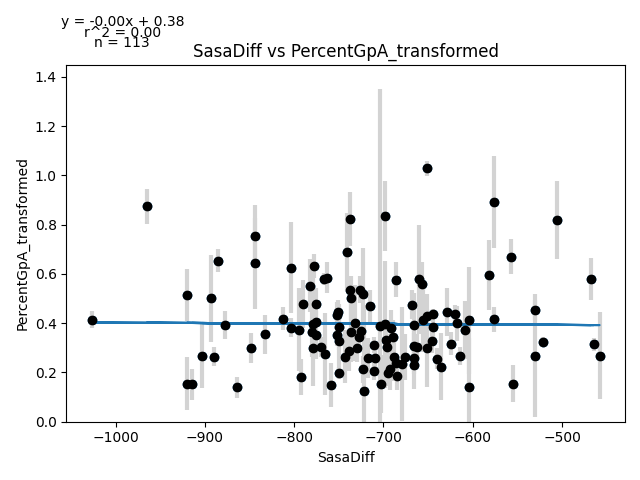 y = -0.00x + 0.38
r^2 = 0.00
n = 113
SasaDiff vs PercentGpA_transformed
PercentGpA_transformed
1.4
1.2
1.0
0.8
0.6
0.4
0.2
0.0
−1000 −900 −800 −700 −600 −500
SasaDiff